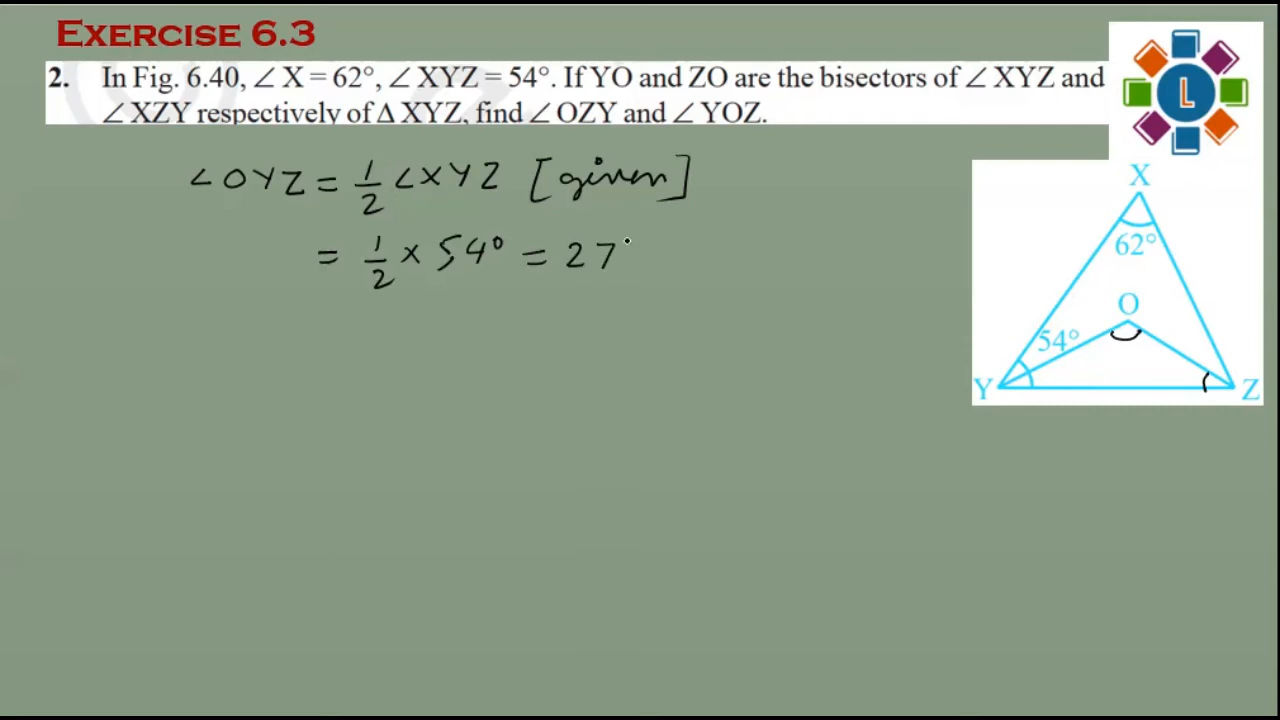 EXERCISE 6.3
2. In Fig. 6.40, ∠ X = 62°, ∠ XYZ = 54°. If YO and ZO are the bisectors of ∠ XYZ and
∠ XZY respectively of Δ XYZ, find ∠ OZY and ∠ YOZ.
L
∠OYZ = 1/2 ∠XYZ [given]
= 1/2 × 54° = 27°
X
62°
O
54°
Y
Z